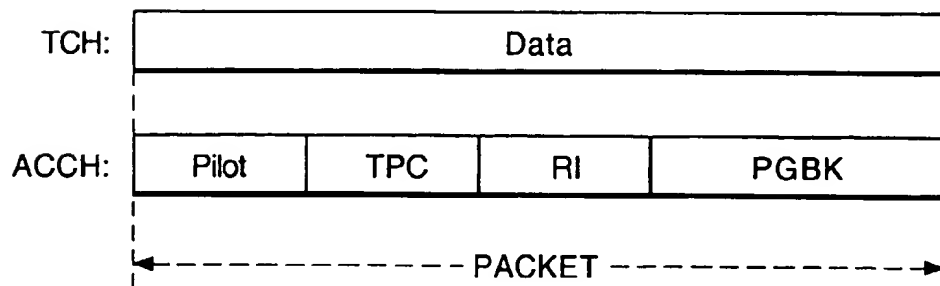 TCH: Data
ACCH: Pilot TPC RI PGBK
PACKET